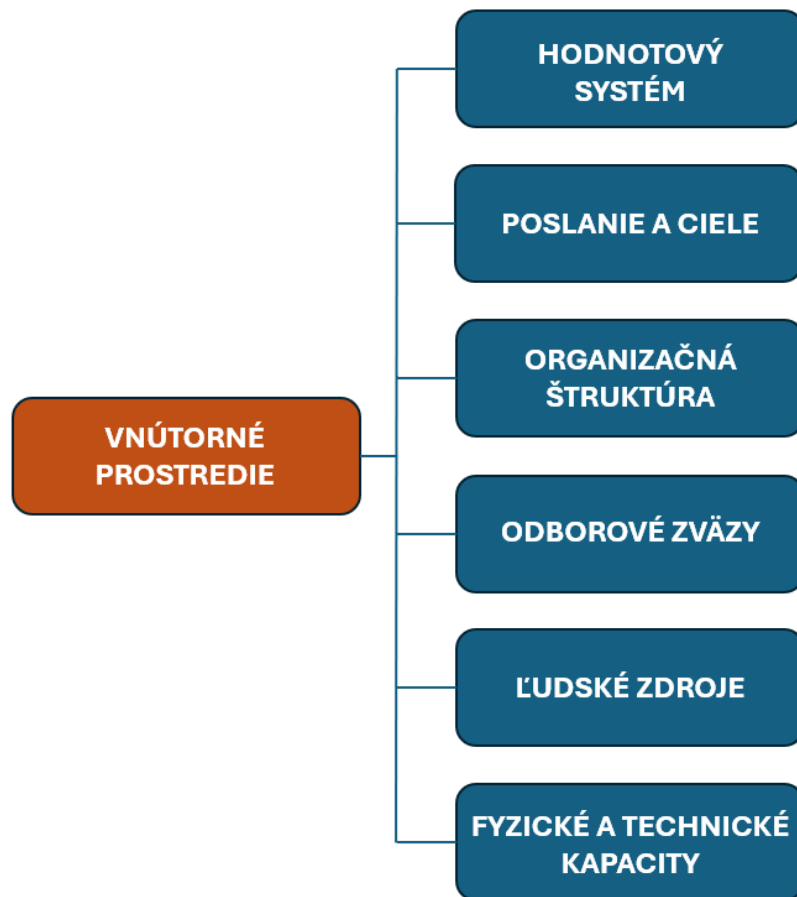 HODNOTOVÝ
SYSTÉM
POSLANIE A CIELE
ORGANIZAČNÁ
ŠTRUKTÚRA
VNÚTORNÉ
PROSTREDIE
ODBOROVÉ ZVÄZY
ĽUDSKÉ ZDROJE
FYZICKÉ A TECHNICKÉ
KAPACITY